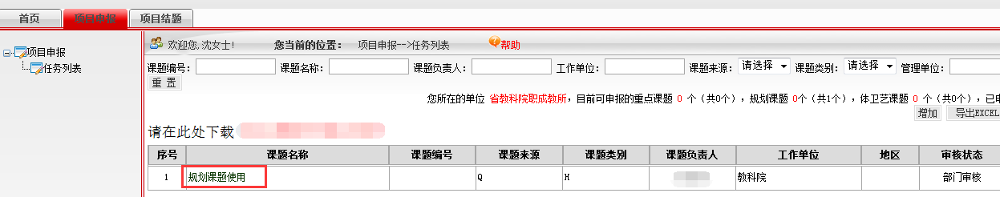 首页 项目申报 项目结题
项目申报
任务列表
欢迎您,沈女士! 您当前的位置: 项目申报-->任务列表 帮助
课题编号: 课题名称: 课题负责人: 工作单位: 课题来源: 请选择 课题类别: 请选择 管理单位:
重 置
您所在的单位 省教科院职成教所, 目前可申报的重点课题 0 个 (共0个) , 规划课题 0个 (共1个) , 体卫艺课题 0 个 (共0个) , 已申
增加 导出EXCEL
请在此处下载
序号 课题名称 课题编号 课题来源 课题类别 课题负责人 工作单位 地区 审核状态
1 规划课题使用 Q H 教科院 部门审核